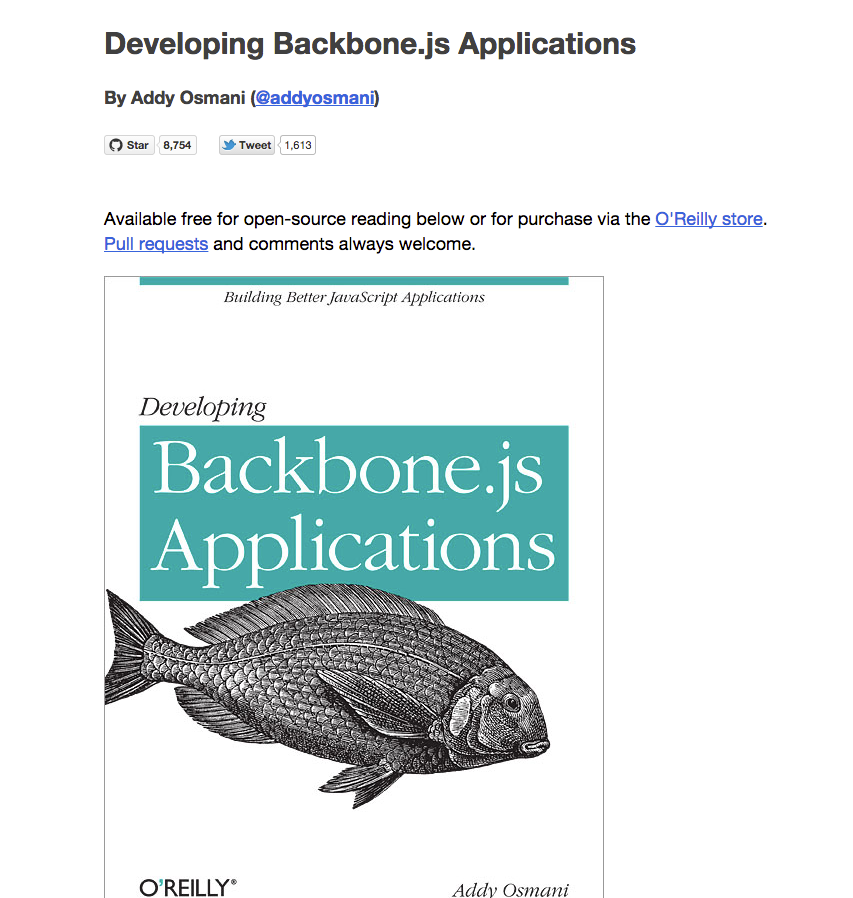 Developing Backbone.js Applications
By Addy Osmani (@addyosmani)
Star 8,754 Tweet 1,613
Available free for open-source reading below or for purchase via the O'Reilly store.
Pull requests and comments always welcome.
Building Better JavaScript Applications
Developing
Backbone.js
Applications
O'REILLY® Addy Osmani